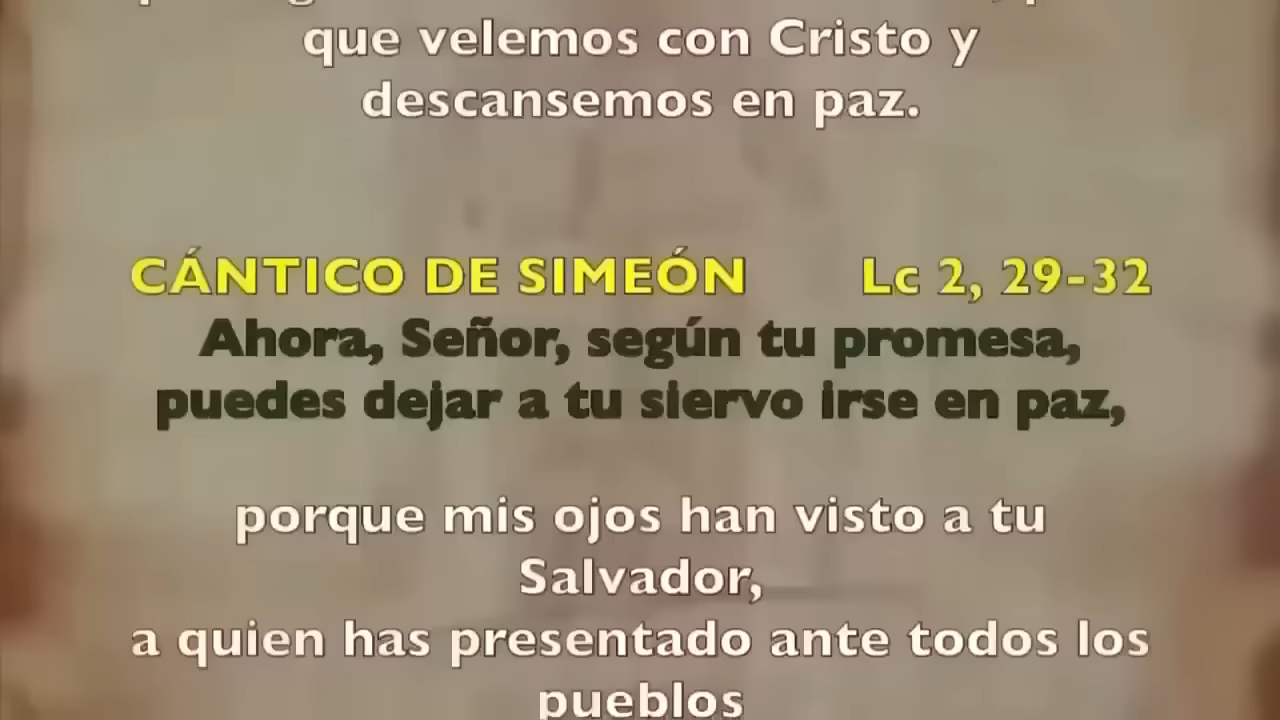 que velemos con Cristo y
descansemos en paz.
CÁNTICO DE SIMEÓN Lc 2, 29-32
Ahora, Señor, según tu promesa,
puedes dejar a tu siervo irse en paz,
porque mis ojos han visto a tu
Salvador,
a quien has presentado ante todos los
pueblos